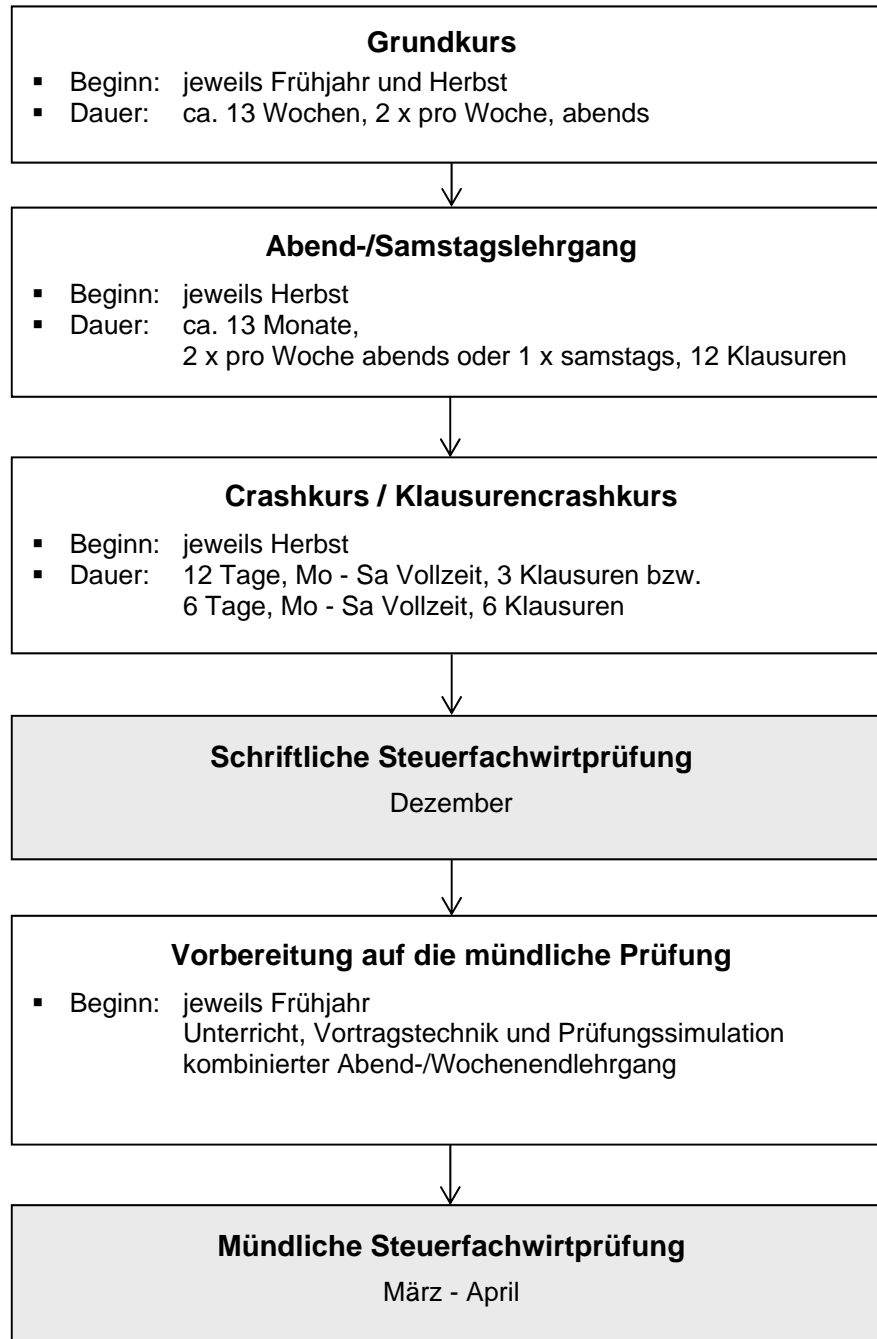 Grundkurs
▪ Beginn: jeweils Frühjahr und Herbst
▪ Dauer: ca. 13 Wochen, 2 x pro Woche, abends
Abend-/Samstagslehrgang
▪ Beginn: jeweils Herbst
▪ Dauer: ca. 13 Monate,
2 x pro Woche abends oder 1 x samstags, 12 Klausuren
Crashkurs / Klausurencrashkurs
▪ Beginn: jeweils Herbst
▪ Dauer: 12 Tage, Mo - Sa Vollzeit, 3 Klausuren bzw.
6 Tage, Mo - Sa Vollzeit, 6 Klausuren
Schriftliche Steuerfachwirtprüfung
Dezember
Vorbereitung auf die mündliche Prüfung
▪ Beginn: jeweils Frühjahr
Unterricht, Vortragstechnik und Prüfungssimulation
kombinierter Abend-/Wochenendlehrgang
Mündliche Steuerfachwirtprüfung
März - April